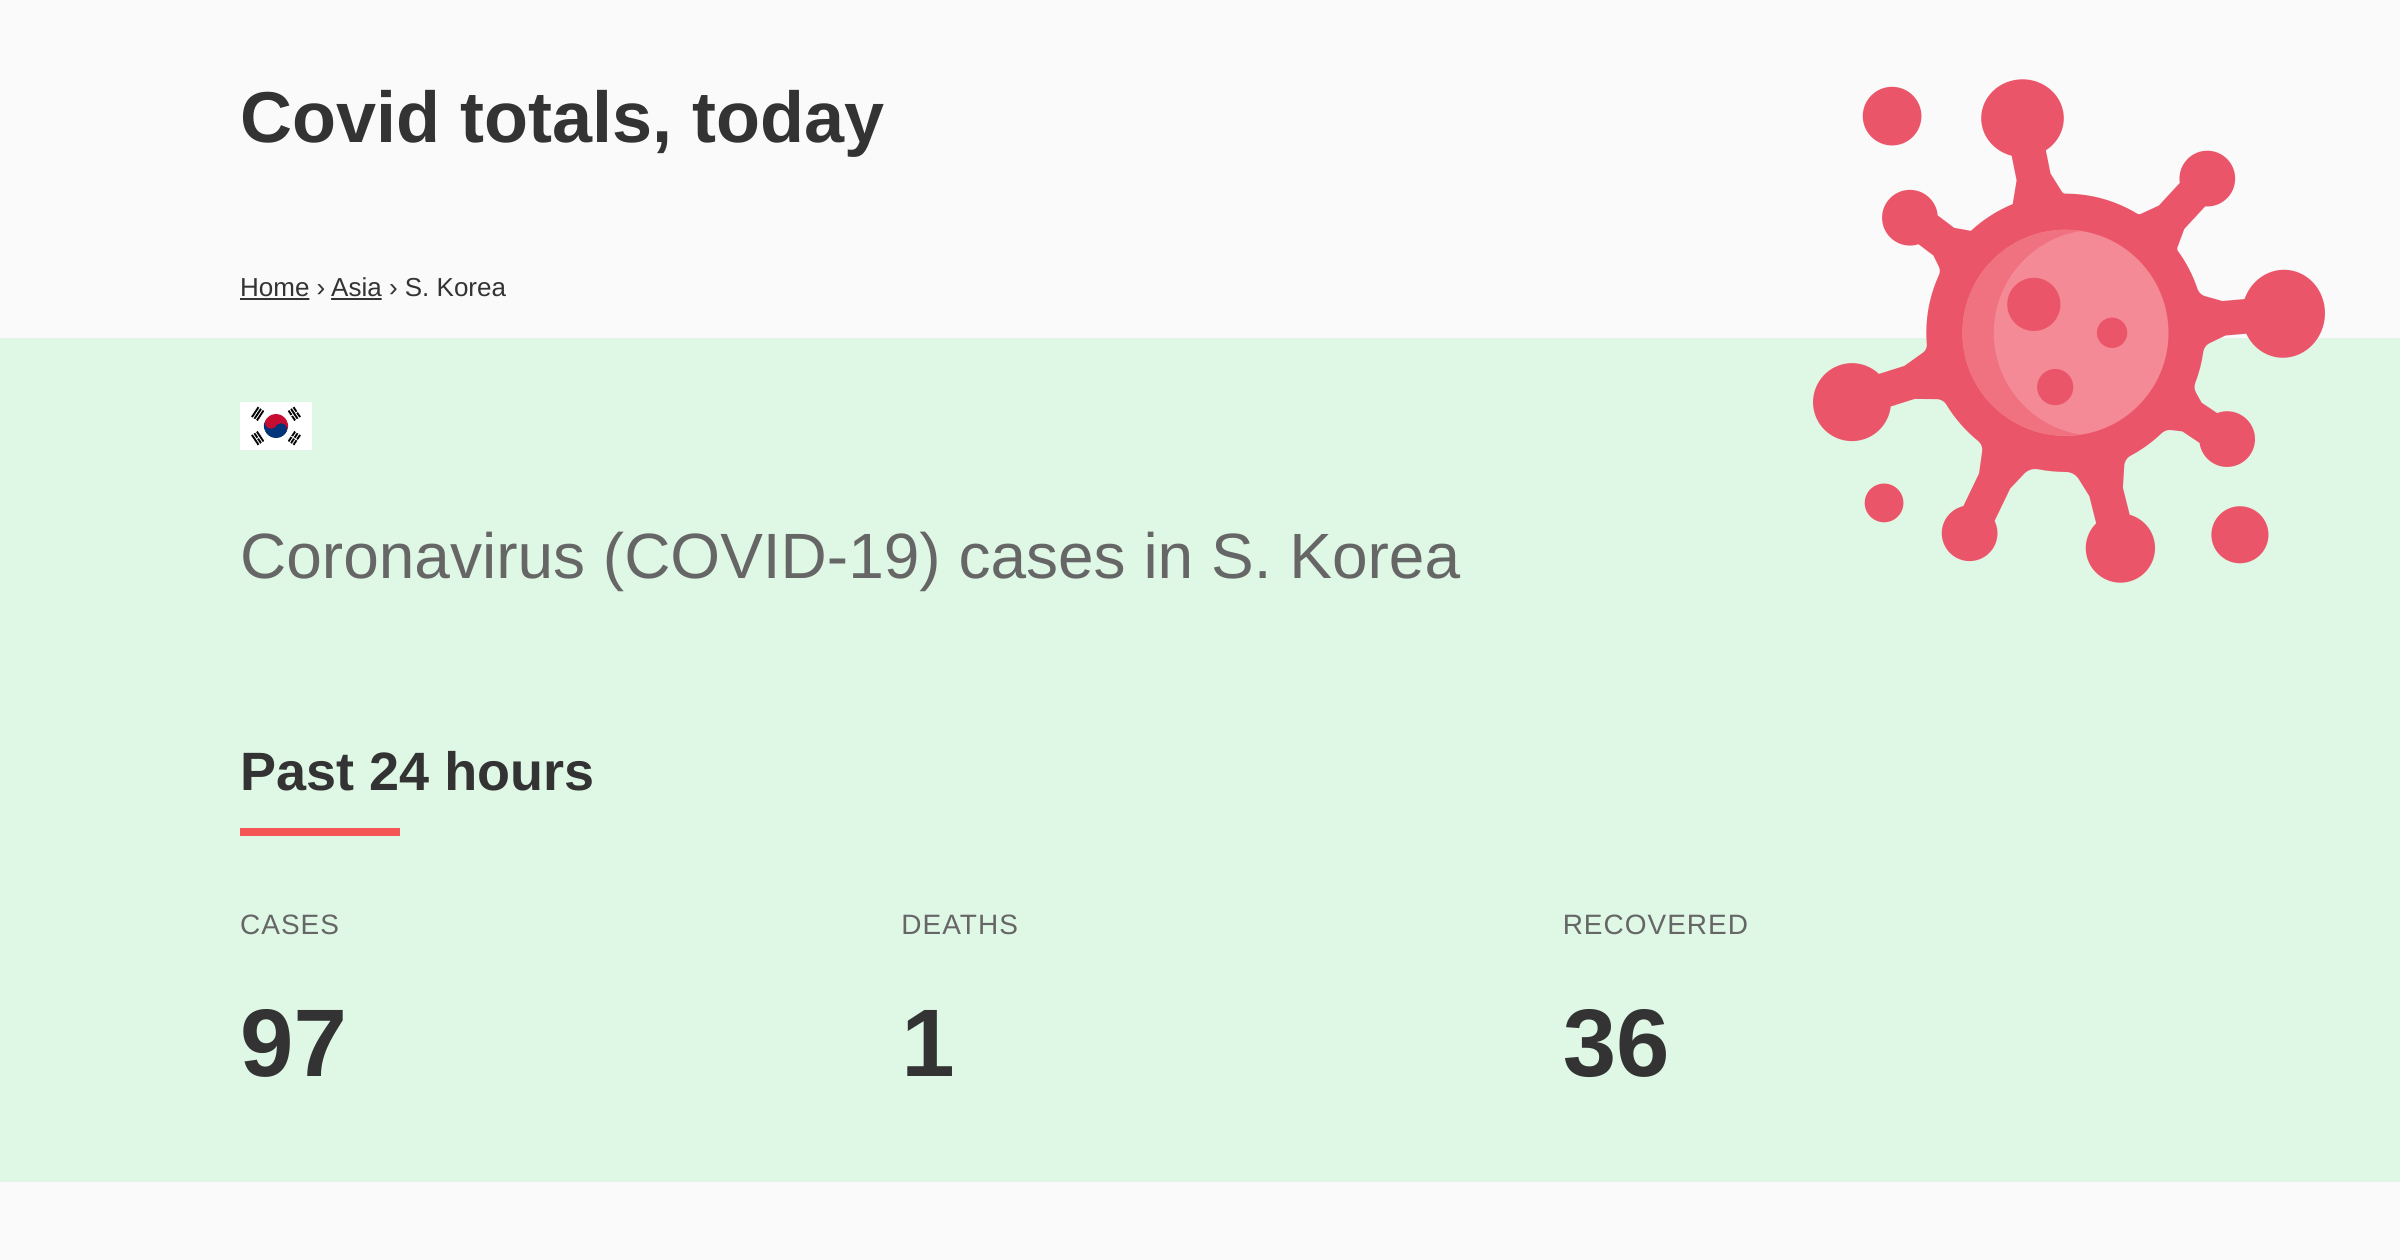 Covid totals, today
Home › Asia › S. Korea
Coronavirus (COVID-19) cases in S. Korea
Past 24 hours
CASES
DEATHS
RECOVERED
97
1
36